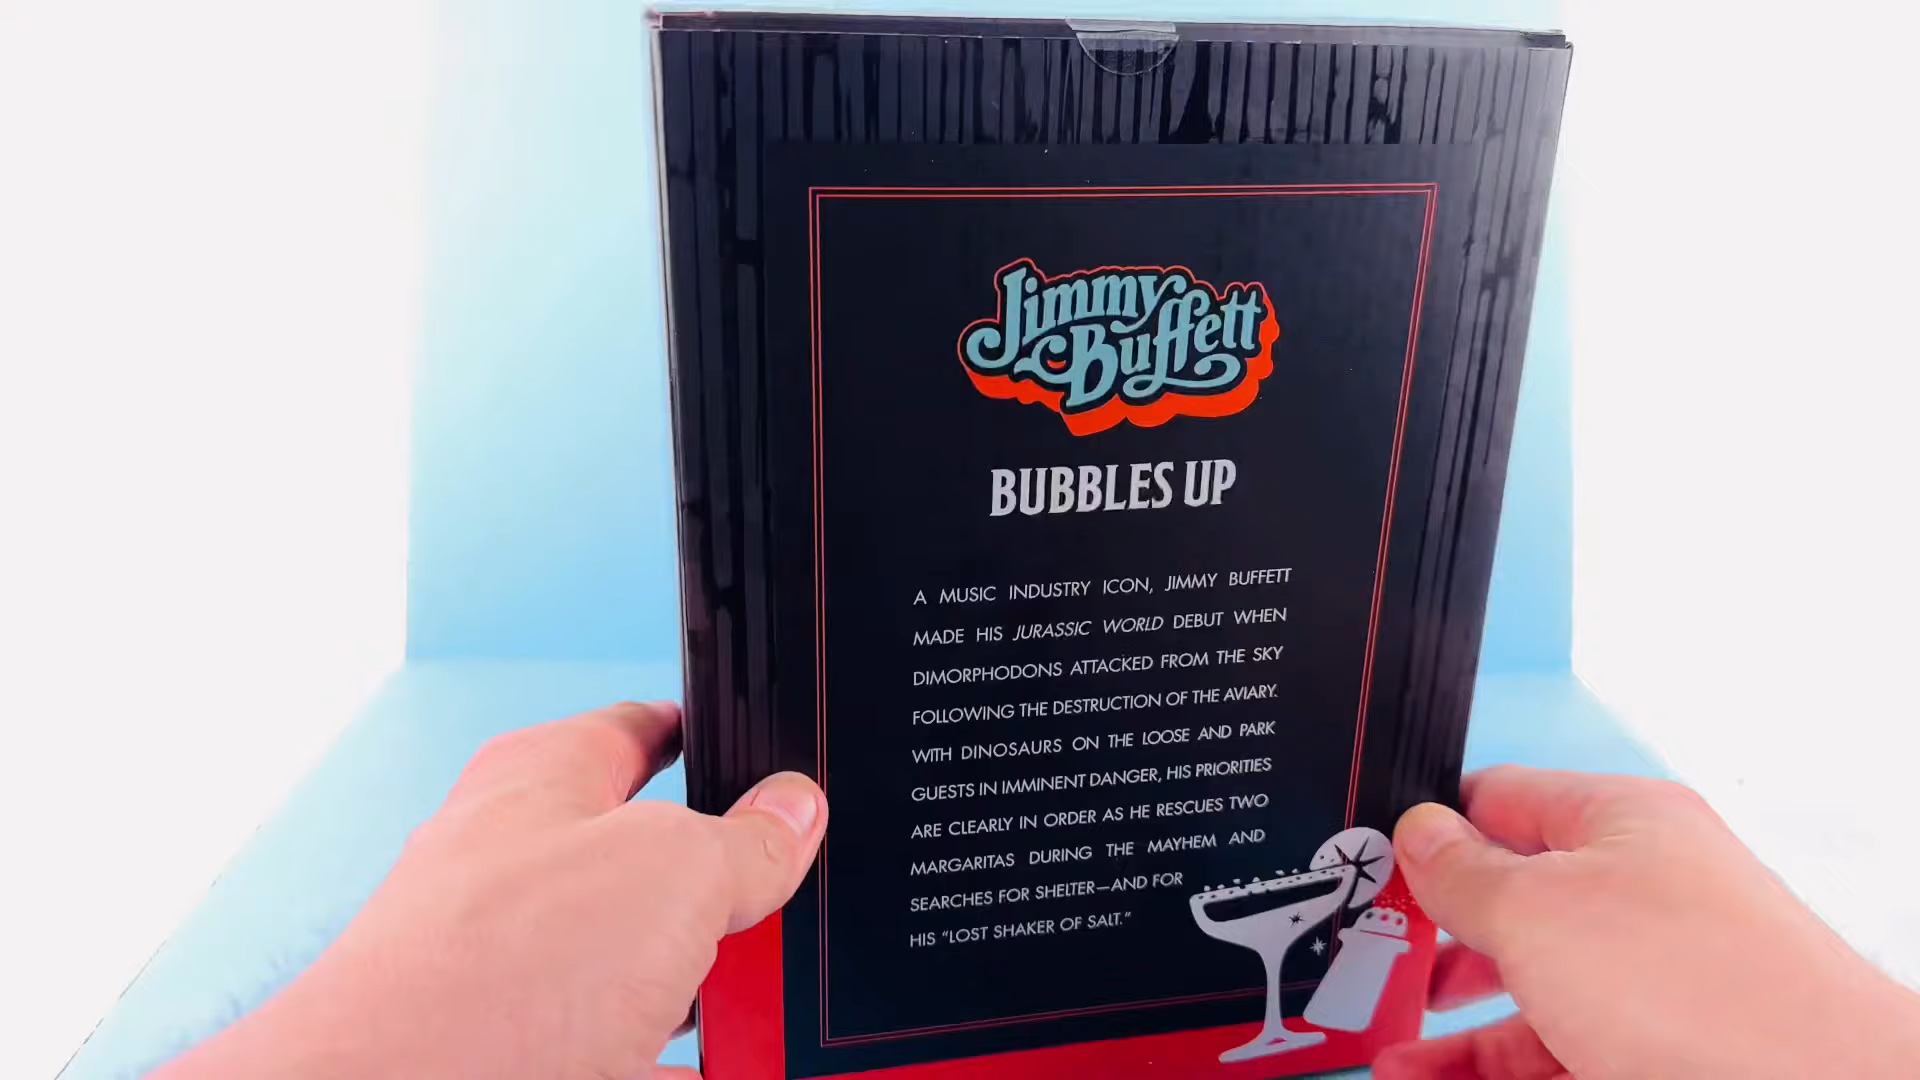 Jimmy
Buffett
BUBBLES UP
A MUSIC INDUSTRY ICON, JIMMY BUFFETT
MADE HIS JURASSIC WORLD DEBUT WHEN
DIMORPHODONS ATTACKED FROM THE SKY
FOLLOWING THE DESTRUCTION OF THE AVIARY.
WITH DINOSAURS ON THE LOOSE AND PARK
GUESTS IN IMMINENT DANGER, HIS PRIORITIES
ARE CLEARLY IN ORDER AS HE RESCUES TWO
MARGARITAS DURING THE MAYHEM AND
SEARCHES FOR SHELTER—AND FOR
HIS “LOST SHAKER OF SALT.”